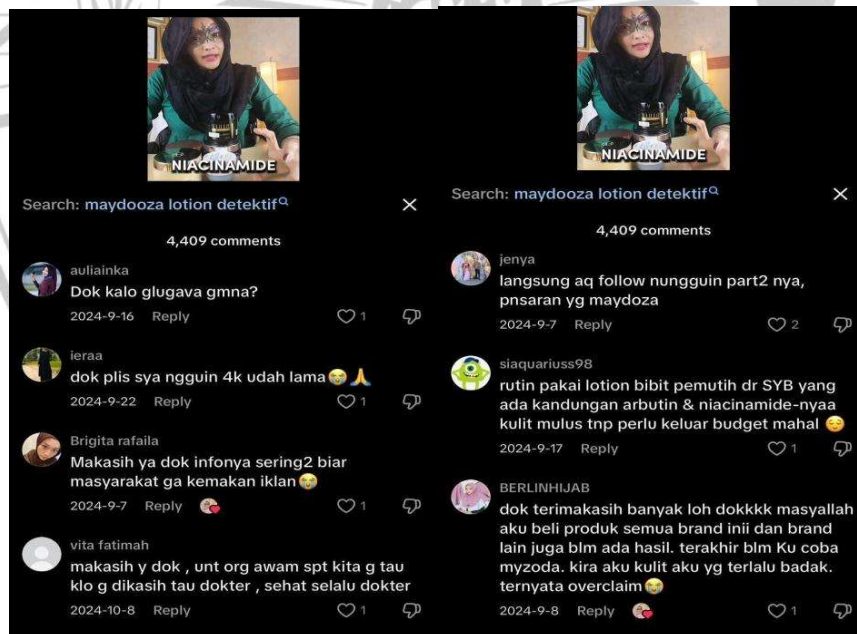 NIACINAMIDE
Search: maydooza lotion detektif
4,409 comments
auliainka
Dok kalo glugava gmna?
2024-9-16 Reply 1
ieraa
dok plis sya ngguin 4k udah lama😭🙏
2024-9-22 Reply 1
Brigita rafaila
Makasih ya dok infonya sering2 biar
masyarakat ga kemakan iklan😭
2024-9-7 Reply 1
vita fatimah
makasih y dok , unt org awam spt kita g tau
klo g dikasih tau dokter , sehat selalu dokter
2024-10-8 Reply 1
NIACINAMIDE
Search: maydooza lotion detektif
4,409 comments
jenya
langsung aq follow nungguin part2 nya,
pnsaran yg maydoza
2024-9-7 Reply 2
siaquariuss98
rutin pakai lotion bibit pemutih dr SYB yang
ada kandungan arbutin & niacinamide-nyaa
kulit mulus tnp perlu keluar budget mahal 😌
2024-9-17 Reply 1
BERLINHIJAB
dok terimakasih banyak loh dokkkk masyallah
aku beli produk semua brand inii dan brand
lain juga blm ada hasil. terakhir blm Ku coba
myzoda. kira aku kulit aku yg terlalu badak.
ternyata overclaim😭
2024-9-8 Reply 1